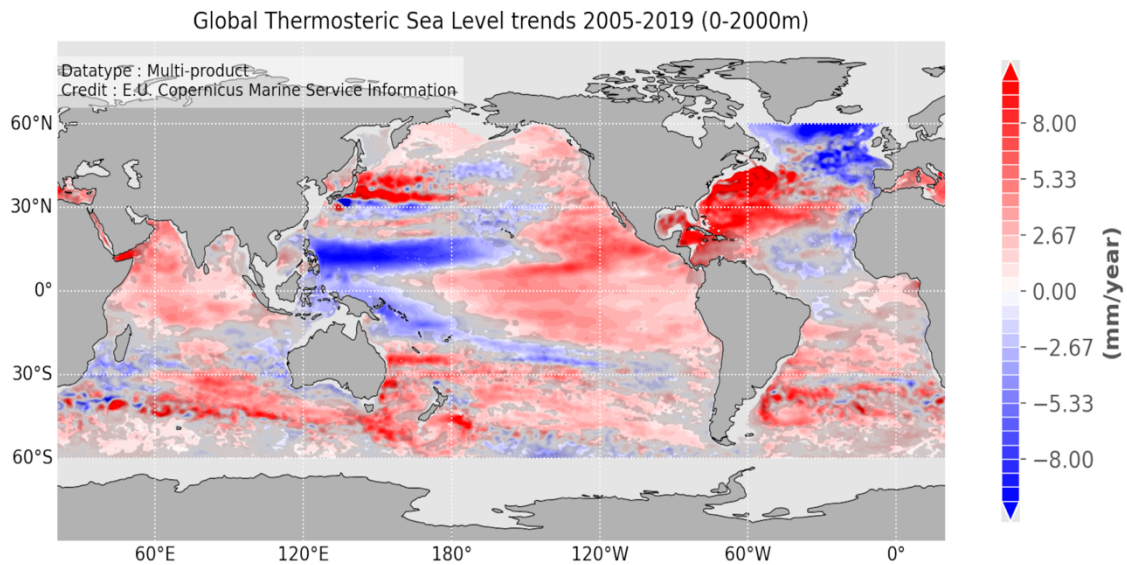 Global Thermosteric Sea Level trends 2005-2019 (0-2000m)
Datatype : Multi-product
Credit : E.U. Copernicus Marine Service Information
60°N
30°N
0°
30°S
60°S
60°E
120°E
180°
120°W
60°W
0°
8.00
5.33
2.67
0.00
−2.67
−5.33
−8.00
(mm/year)